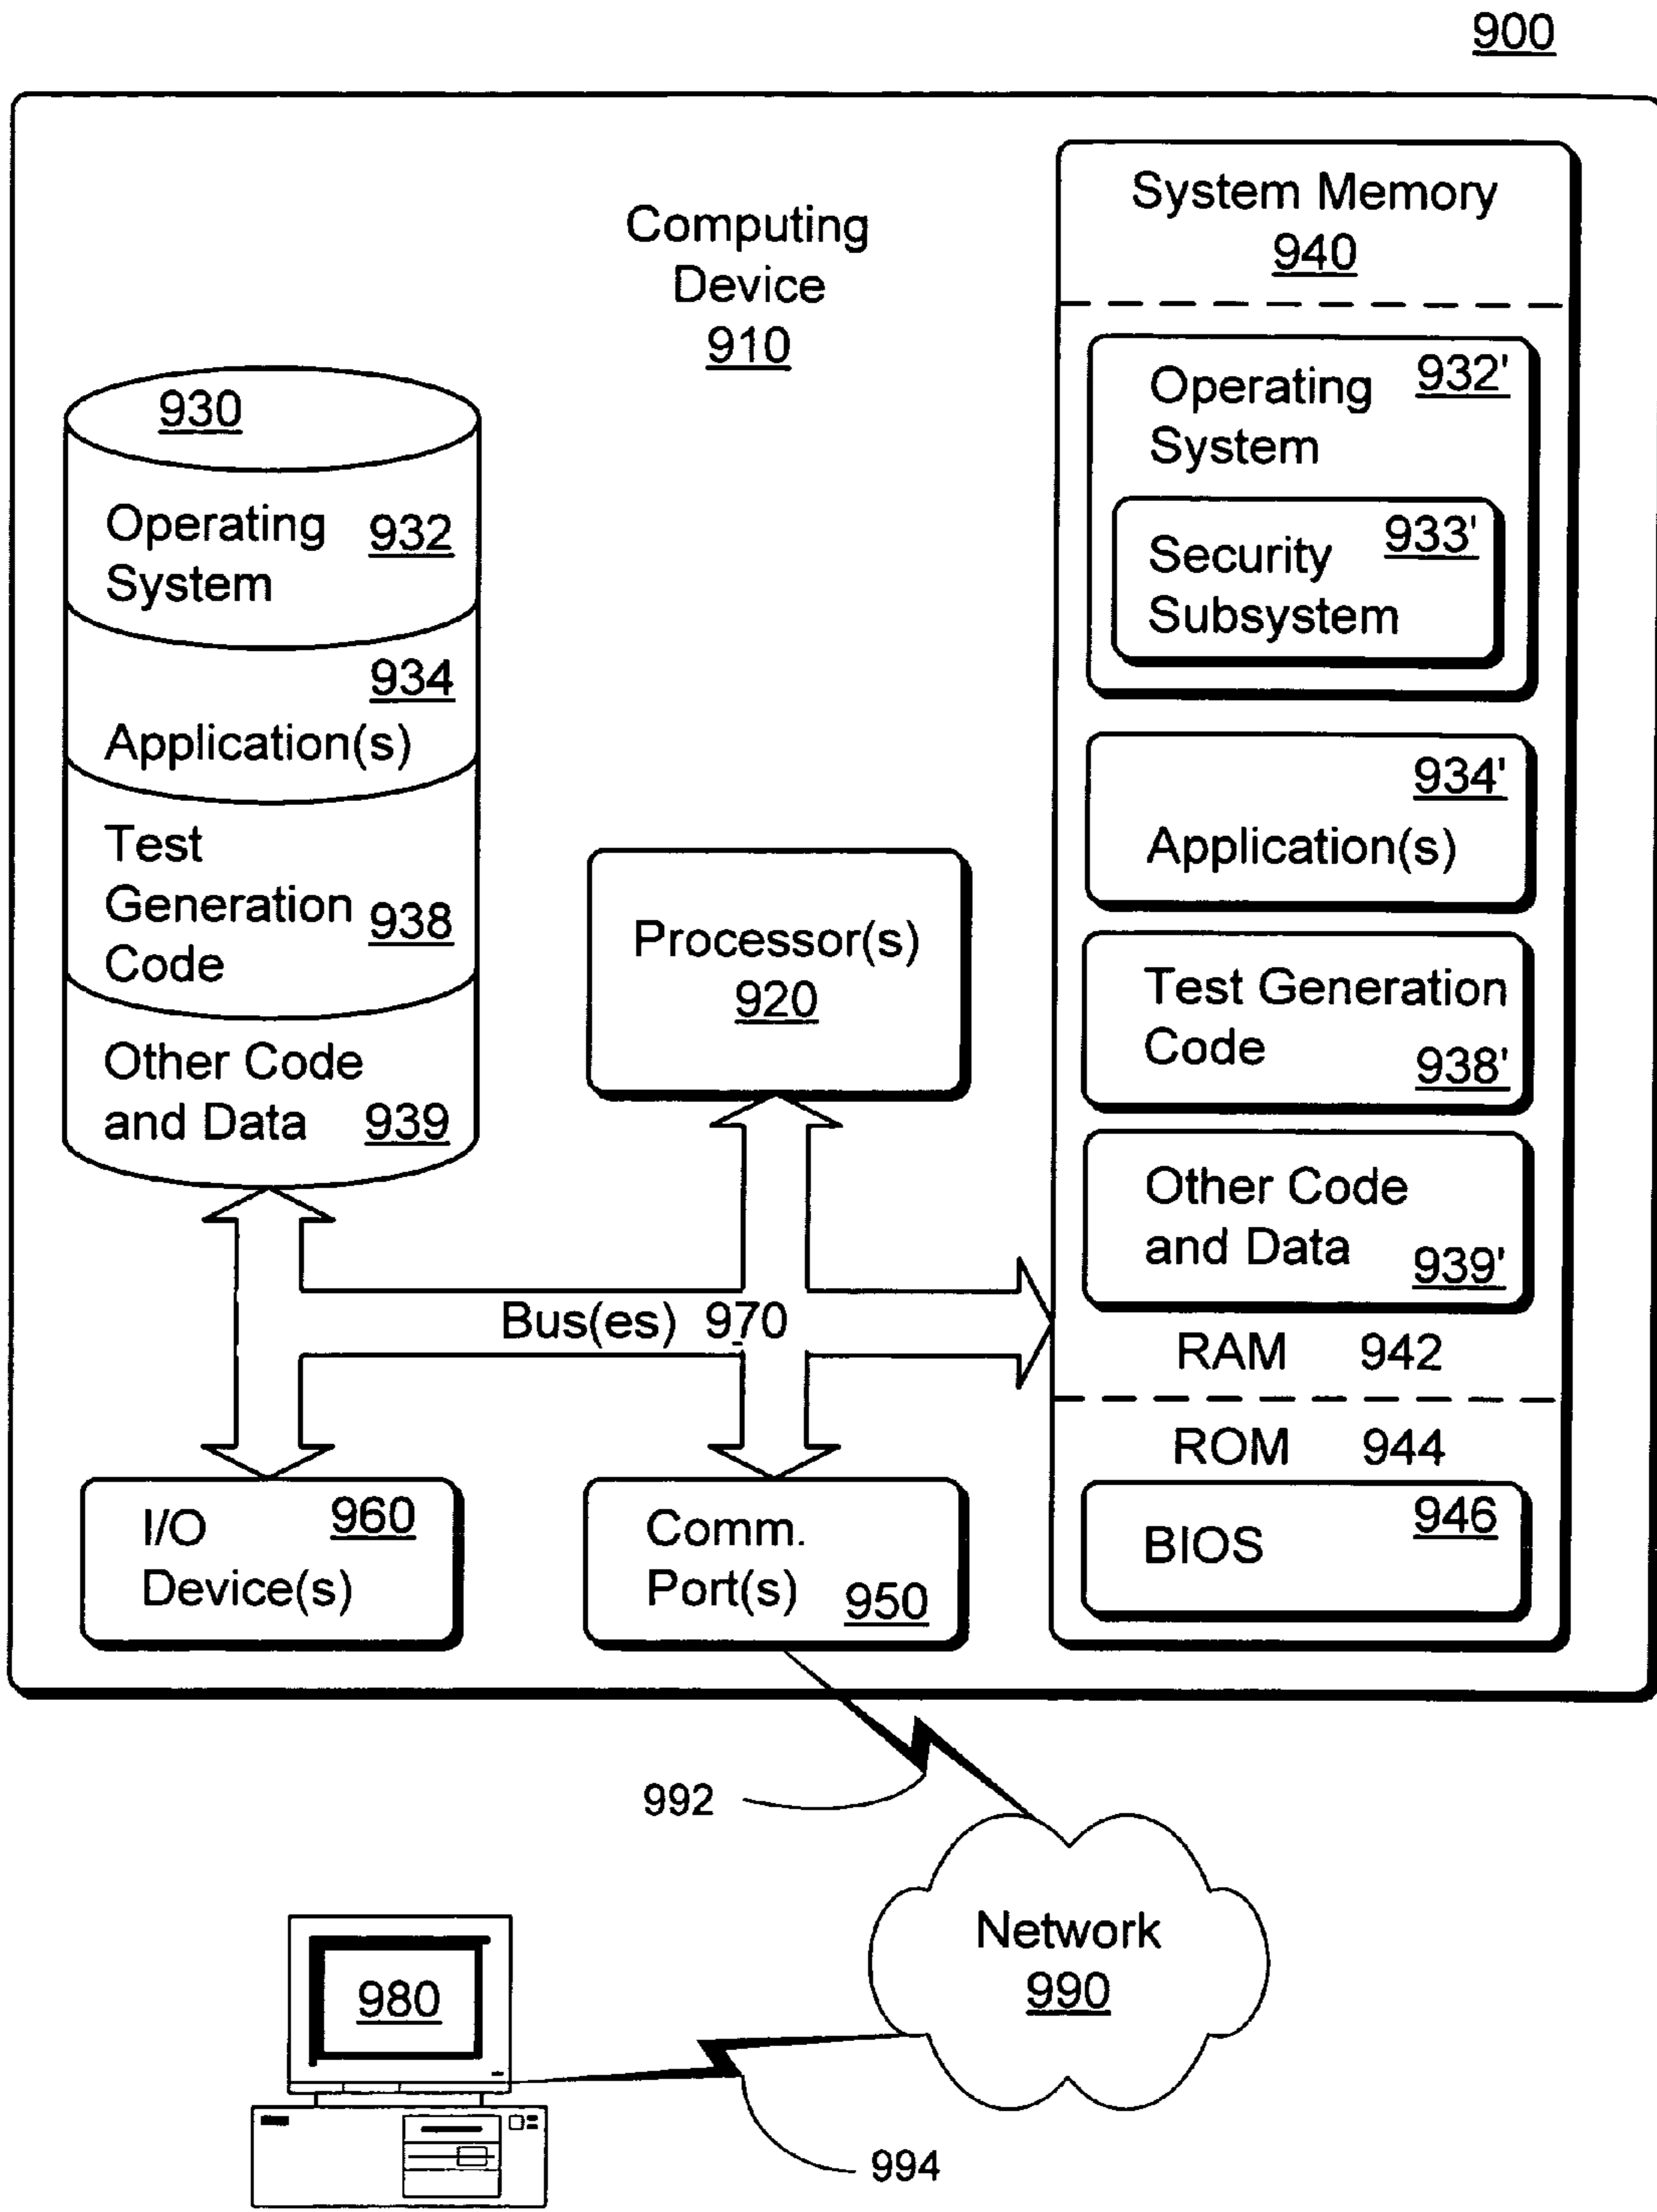 900
Computing
Device
910
930
Operating
System
932
934
Application(s)
Test
Generation
Code
938
Other Code
and Data
939
Processor(s)
920
Bus(es) 970
I/O
Device(s)
960
Comm.
Port(s)
950
System Memory
940
Operating
System
932'
Security
Subsystem
933'
934'
Application(s)
Test Generation
Code
938'
Other Code
and Data
939'
RAM 942
ROM 944
BIOS
946
992
Network
990
980
994